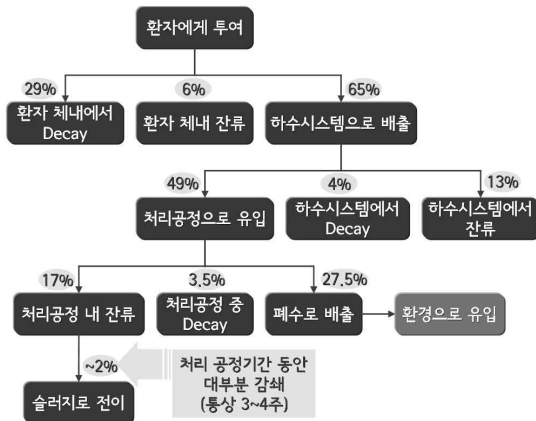 환자에게 투여
29%
6%
65%
환자 체내에서
Decay
환자 체내 잔류
하수시스템으로 배출
49%
4%
13%
처리공정으로 유입
하수시스템에서
Decay
하수시스템에서
잔류
17%
3.5%
27.5%
처리공정 내 잔류
처리공정 중
Decay
폐수로 배출
환경으로 유입
~2%
처리 공정기간 동안
대부분 감쇄
(통상 3~4주)
슬러지로 전이